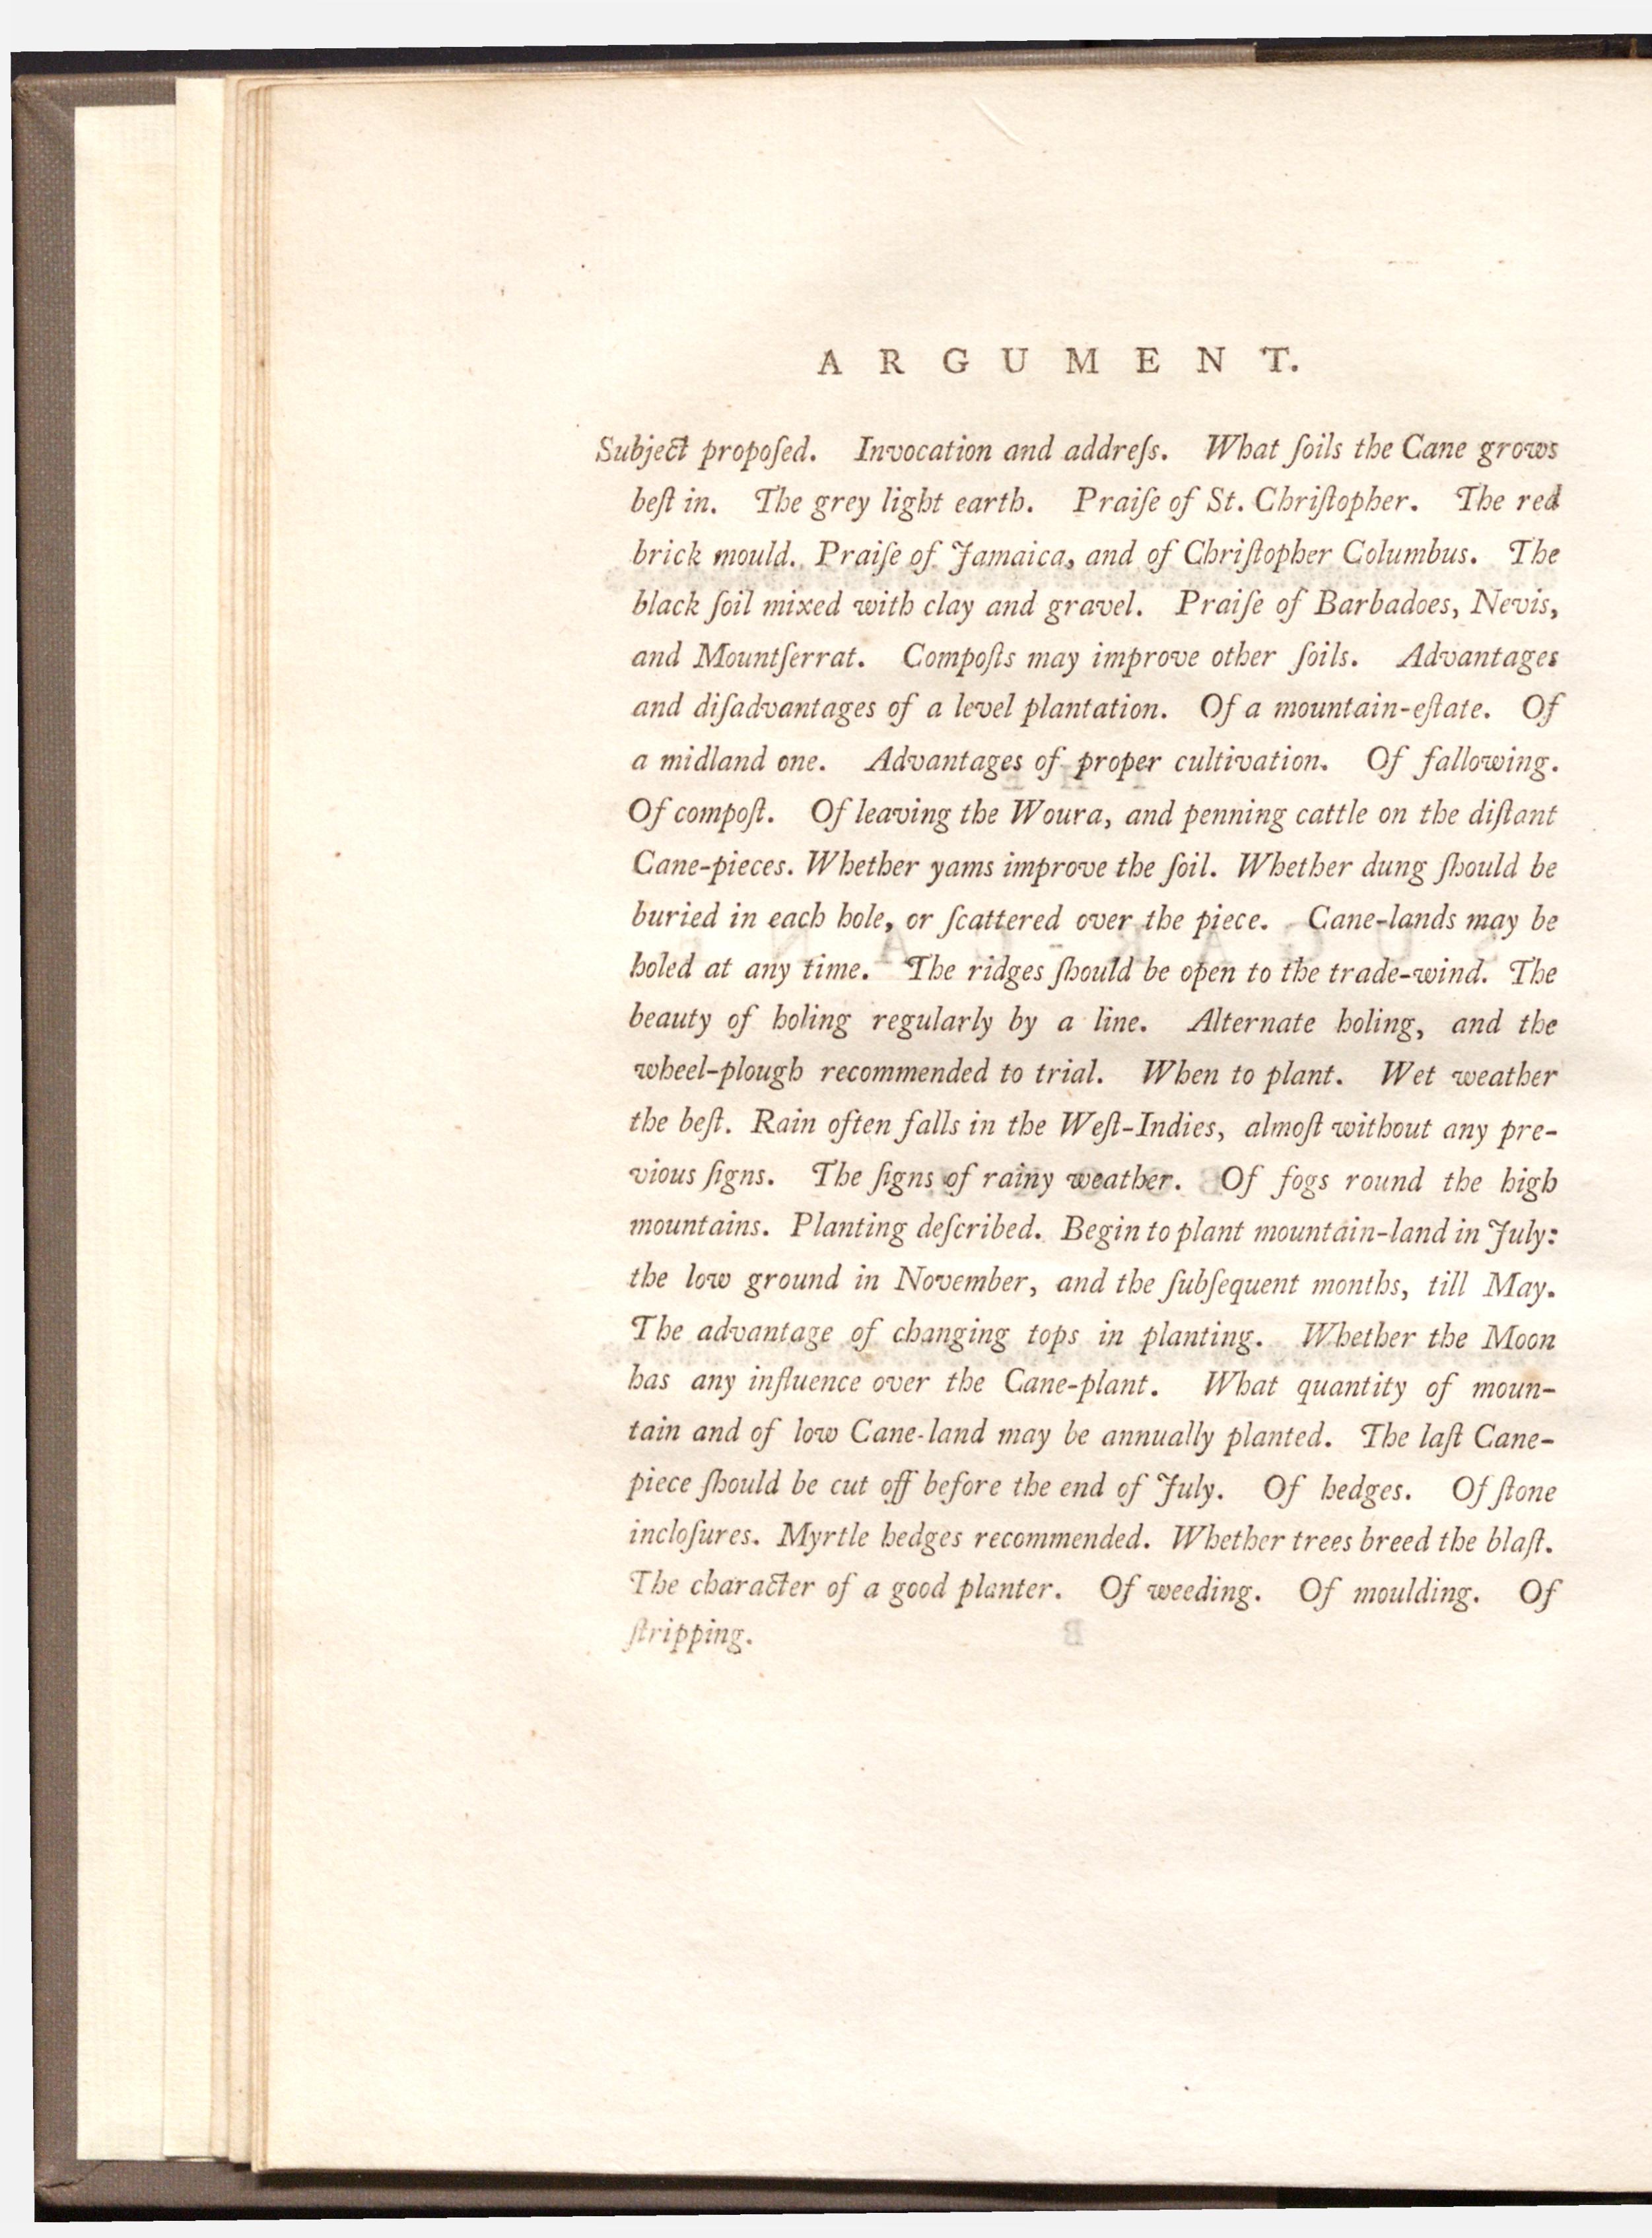 ARGUMENT.
Subject propoſed. Invocation and addreſs. What ſoils the Cane grows
beſt in. The grey light earth. Praiſe of St. Chriſtopher. The red
brick mould. Praiſe of Jamaica, and of Chriſtopher Columbus. The
black ſoil mixed with clay and gravel. Praiſe of Barbadoes, Nevis,
and Mountſerrat. Compoſts may improve other ſoils. Advantages
and diſadvantages of a level plantation. Of a mountain-eſtate. Of
a midland one. Advantages of proper cultivation. Of fallowing.
Of compoſt. Of leaving the Woura, and penning cattle on the diſtant
Cane-pieces. Whether yams improve the ſoil. Whether dung ſhould be
buried in each hole, or ſcattered over the piece. Cane-lands may be
holed at any time. The ridges ſhould be open to the trade-wind. The
beauty of holing regularly by a line. Alternate holing, and the
wheel-plough recommended to trial. When to plant. Wet weather
the beſt. Rain often falls in the Weſt-Indies, almoſt without any pre-
vious ſigns. The ſigns of rainy weather. Of fogs round the high
mountains. Planting deſcribed. Begin to plant mountain-land in July:
the low ground in November, and the ſubſequent months, till May.
The advantage of changing tops in planting. Whether the Moon
has any influence over the Cane-plant. What quantity of moun-
tain and of low Cane-land may be annually planted. The laſt Cane-
piece ſhould be cut off before the end of July. Of hedges. Of ſtone
incloſures. Myrtle hedges recommended. Whether trees breed the blaſt.
The character of a good planter. Of weeding. Of moulding. Of
ſtripping.